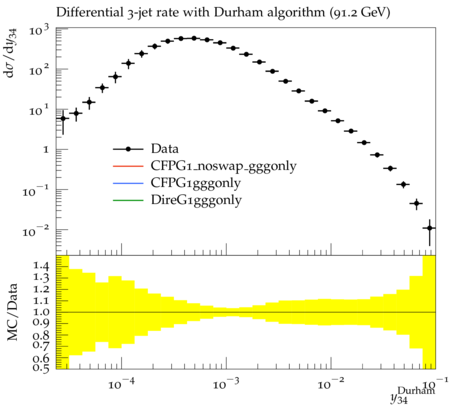 Differential 3-jet rate with Durham algorithm (91.2 GeV)
dσ/dy₃₄
10³
10²
10¹
1
10⁻¹
10⁻²
Data
CFPG1_noswap_gggonly
CFPG1gggonly
DireG1gggonly
MC/Data
1.4
1.3
1.2
1.1
1.0
0.9
0.8
0.7
0.6
0.5
10⁻⁴ 10⁻³ 10⁻² 10⁻¹
y₃₄^Durham